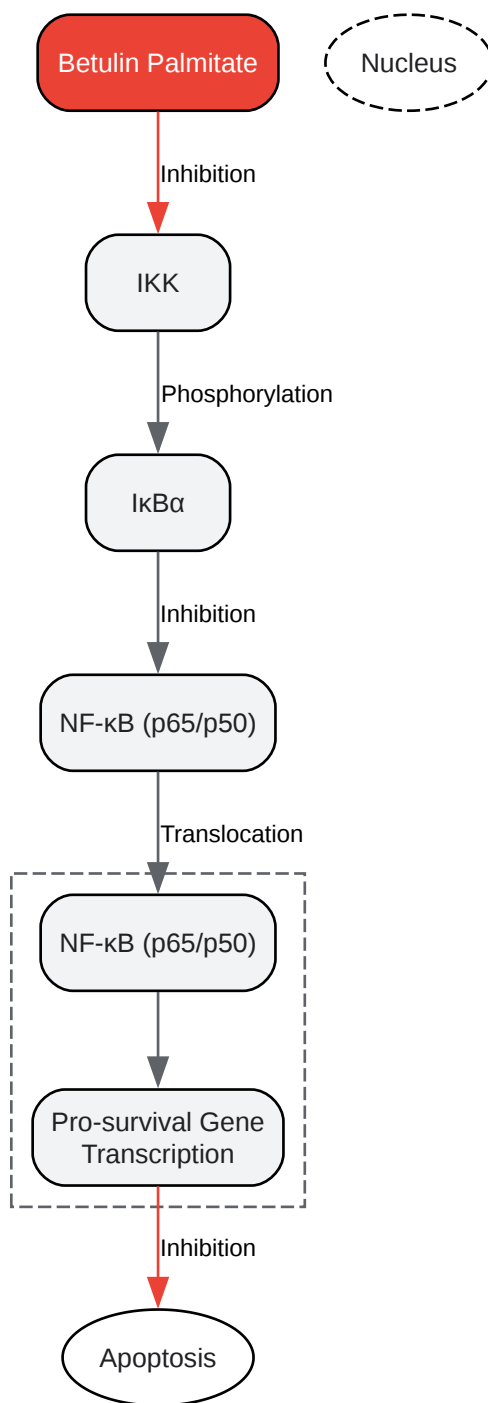 Betulin Palmitate
Nucleus
Inhibition
IKK
Phosphorylation
IκBα
Inhibition
NF-κB (p65/p50)
Translocation
NF-κB (p65/p50)
Pro-survival Gene
Transcription
Inhibition
Apoptosis